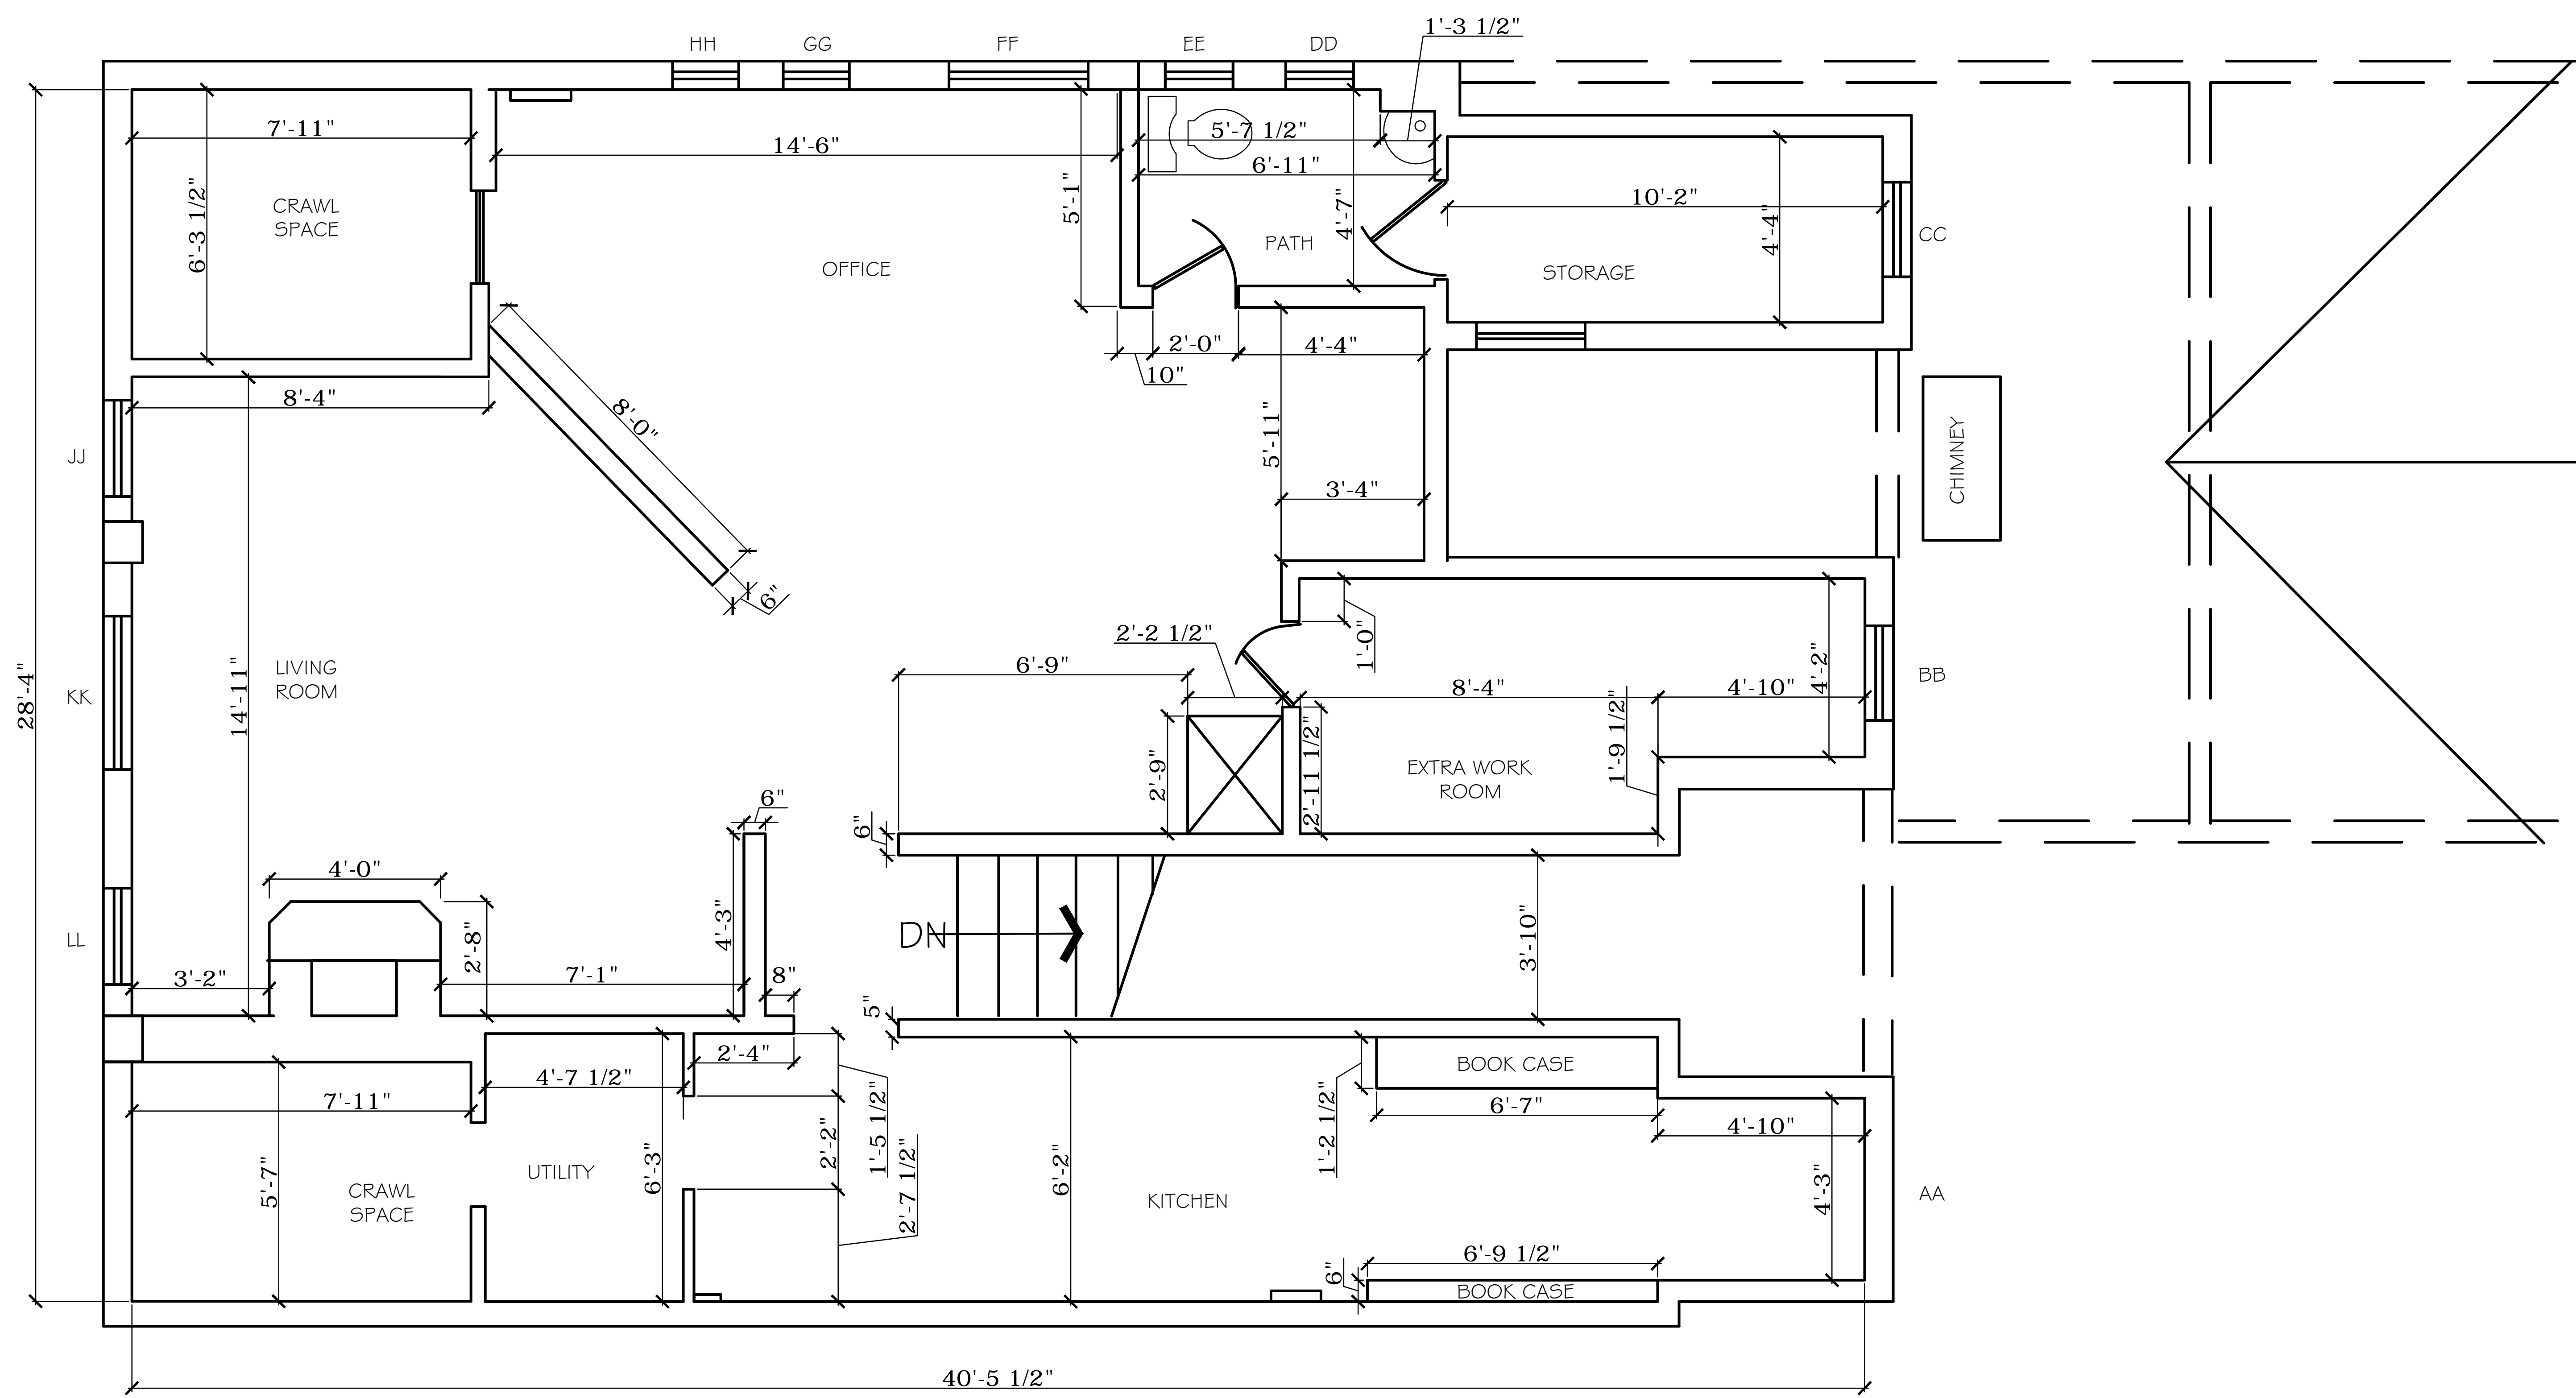 1'-3 1/2"
HH
GG
FF
EE
DD
7'-11"
14'-6"
5'-7 1/2"
6'-11"
5'-1"
6'-3 1/2"
CRAWL
SPACE
4'-7"
10'-2"
4'-4"
CC
OFFICE
PATH
STORAGE
2'-0"
4'-4"
10"
8'-4"
8'-0"
5'-11"
3'-4"
CHIMNEY
JJ
6"
2'-2 1/2"
1'-0"
6'-9"
4'-2"
28'-4"
14'-11"
LIVING
ROOM
KK
8'-4"
4'-10"
BB
1'-9 1/2"
2'-9"
2'-11 1/2"
EXTRA WORK
ROOM
6"
6"
4'-0"
LL
2'-8"
4'-3"
DN
3'-10"
3'-2"
7'-1"
8"
5"
2'-4"
BOOK CASE
4'-7 1/2"
7'-11"
6'-7"
1'-5 1/2"
1'-2 1/2"
4'-10"
2'-2"
5'-7"
6'-3"
2'-7 1/2"
6'-2"
UTILITY
CRAWL
SPACE
KITCHEN
4'-3"
AA
6'-9 1/2"
6"
BOOK CASE
40'-5 1/2"